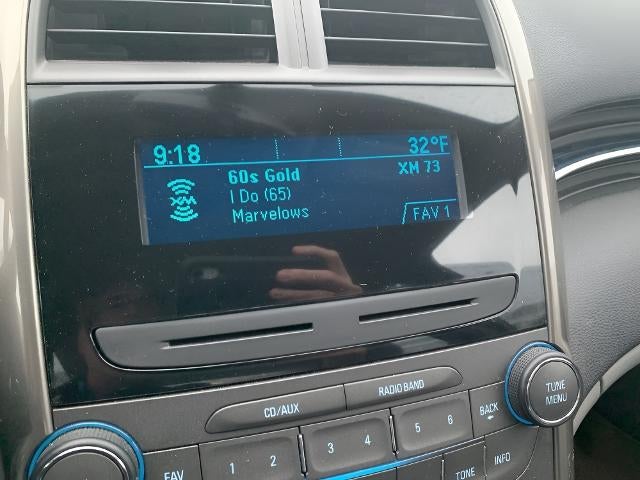 9:18 32°F
60s Gold XM 73
XM I Do (65)
Marvelows FAV 1
CD/AUX RADIO BAND
TUNE MENU
FAV 1 2 3 4 5 6 BACK
TONE INFO